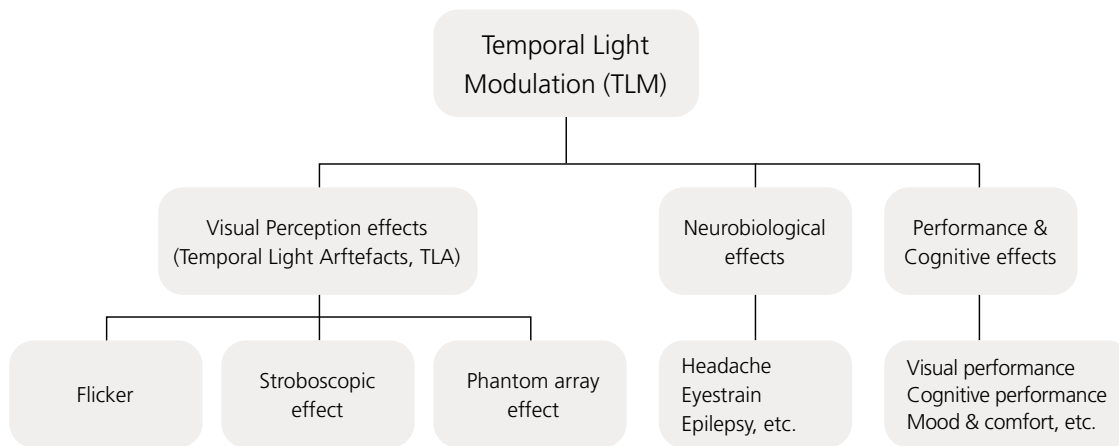 Temporal Light
Modulation (TLM)
Visual Perception effects
(Temporal Light Arftefacts, TLA)
Neurobiological
effects
Performance &
Cognitive effects
Flicker
Stroboscopic
effect
Phantom array
effect
Headache
Eyestrain
Epilepsy, etc.
Visual performance
Cognitive performance
Mood & comfort, etc.